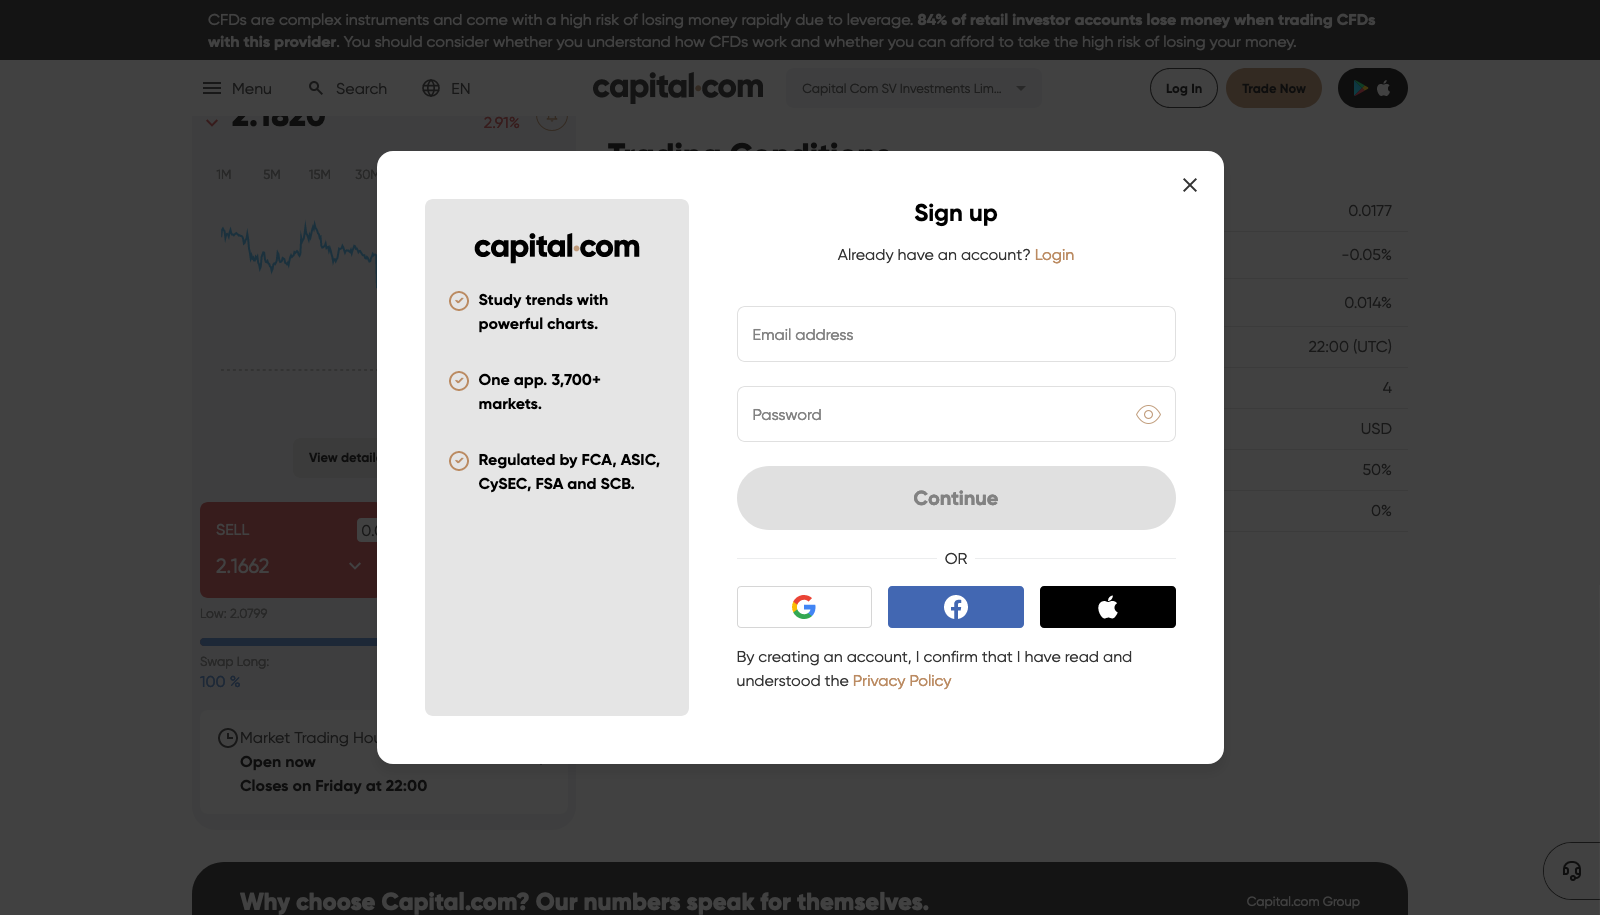 CFDs are complex instruments and come with a high risk of losing money rapidly due to leverage. 84% of retail investor accounts lose money when trading CFDs
with this provider. You should consider whether you understand how CFDs work and whether you can afford to take the high risk of losing your money.
Menu
Search
EN
capital.com
Capital Com SV Investments Lim...
Log In
Trade Now
2.1820
2.91%
Trading Conditions
1M
5M
15M
30M
View details
SELL
2.1662
Low: 2.0799
Swap Long:
100 %
Market Trading Hou
Open now
Closes on Friday at 22:00
capital.com
Study trends with
powerful charts.
One app. 3,700+
markets.
Regulated by FCA, ASIC,
CySEC, FSA and SCB.
Sign up
Already have an account? Login
Email address
Password
Continue
OR
By creating an account, I confirm that I have read and
understood the Privacy Policy
0.0177
-0.05%
0.014%
22:00 (UTC)
4
USD
50%
0%
Why choose Capital.com? Our numbers speak for themselves.
Capital.com Group